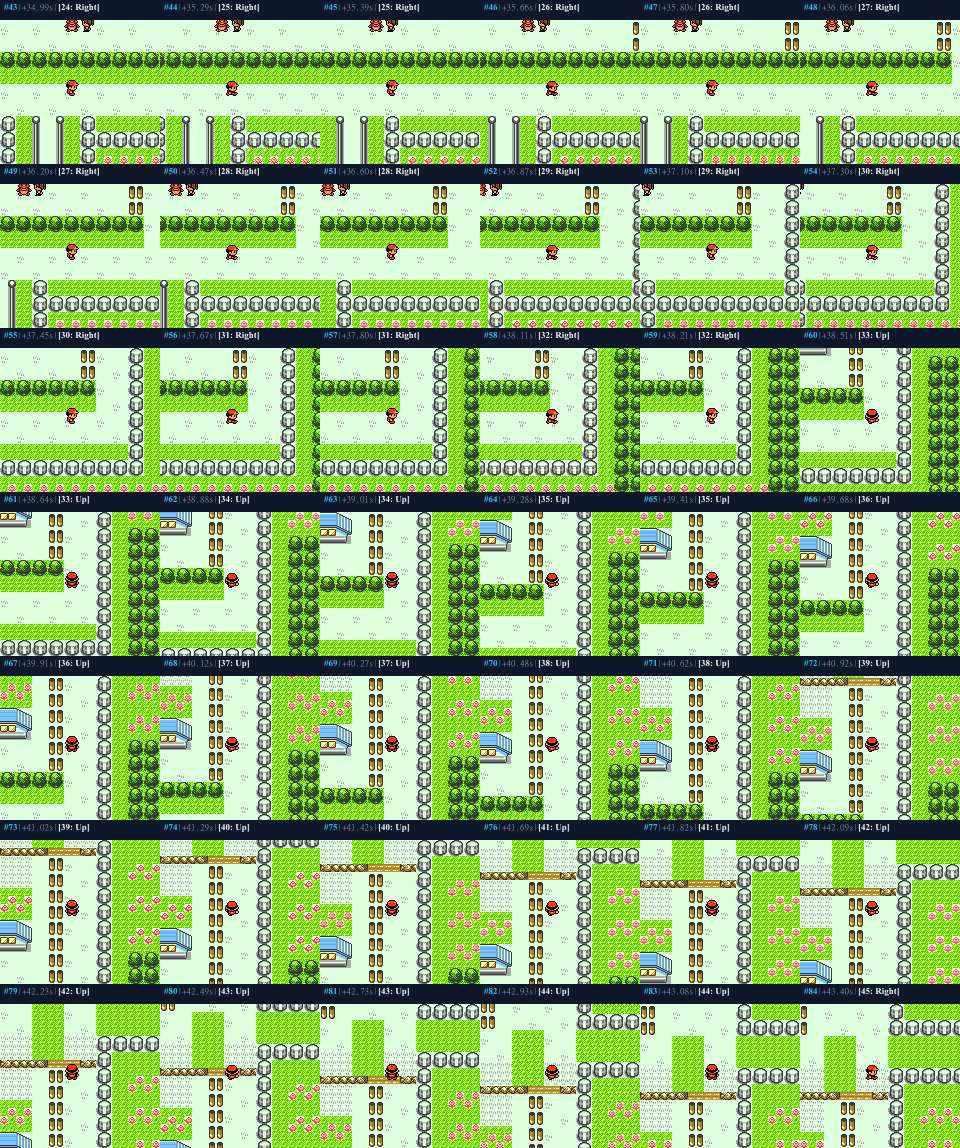 #43|+34.99s|[24: Right] #44|+35.29s|[25: Right] #45|+35.39s|[25: Right] #46|+35.66s|[26: Right] #47|+35.80s|[26: Right] #48|+36.06s|[27: Right]
#49|+36.20s|[27: Right] #50|+36.47s|[28: Right] #51|+36.60s|[28: Right] #52|+36.87s|[29: Right] #53|+37.10s|[29: Right] #54|+37.30s|[30: Right]
#55|+37.45s|[30: Right] #56|+37.67s|[31: Right] #57|+37.80s|[31: Right] #58|+38.11s|[32: Right] #59|+38.21s|[32: Right] #60|+38.51s|[33: Up]
#61|+38.64s|[33: Up] #62|+38.88s|[34: Up] #63|+39.01s|[34: Up] #64|+39.28s|[35: Up] #65|+39.41s|[35: Up] #66|+39.68s|[36: Up]
#67|+39.91s|[36: Up] #68|+40.12s|[37: Up] #69|+40.27s|[37: Up] #70|+40.48s|[38: Up] #71|+40.62s|[38: Up] #72|+40.92s|[39: Up]
#73|+41.02s|[39: Up] #74|+41.29s|[40: Up] #75|+41.42s|[40: Up] #76|+41.69s|[41: Up] #77|+41.82s|[41: Up] #78|+42.09s|[42: Up]
#79|+42.23s|[42: Up] #80|+42.49s|[43: Up] #81|+42.73s|[43: Up] #82|+42.93s|[44: Up] #83|+43.08s|[44: Up] #84|+43.40s|[45: Right]